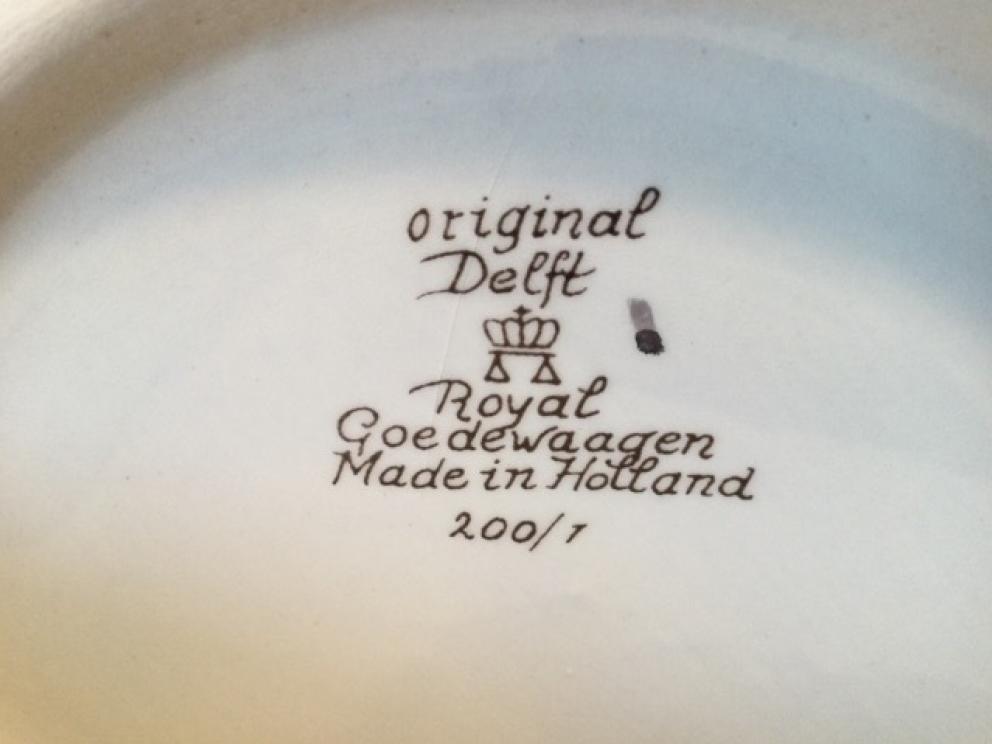 original
Delft
Royal
Goedewaagen
Made in Holland
200/1